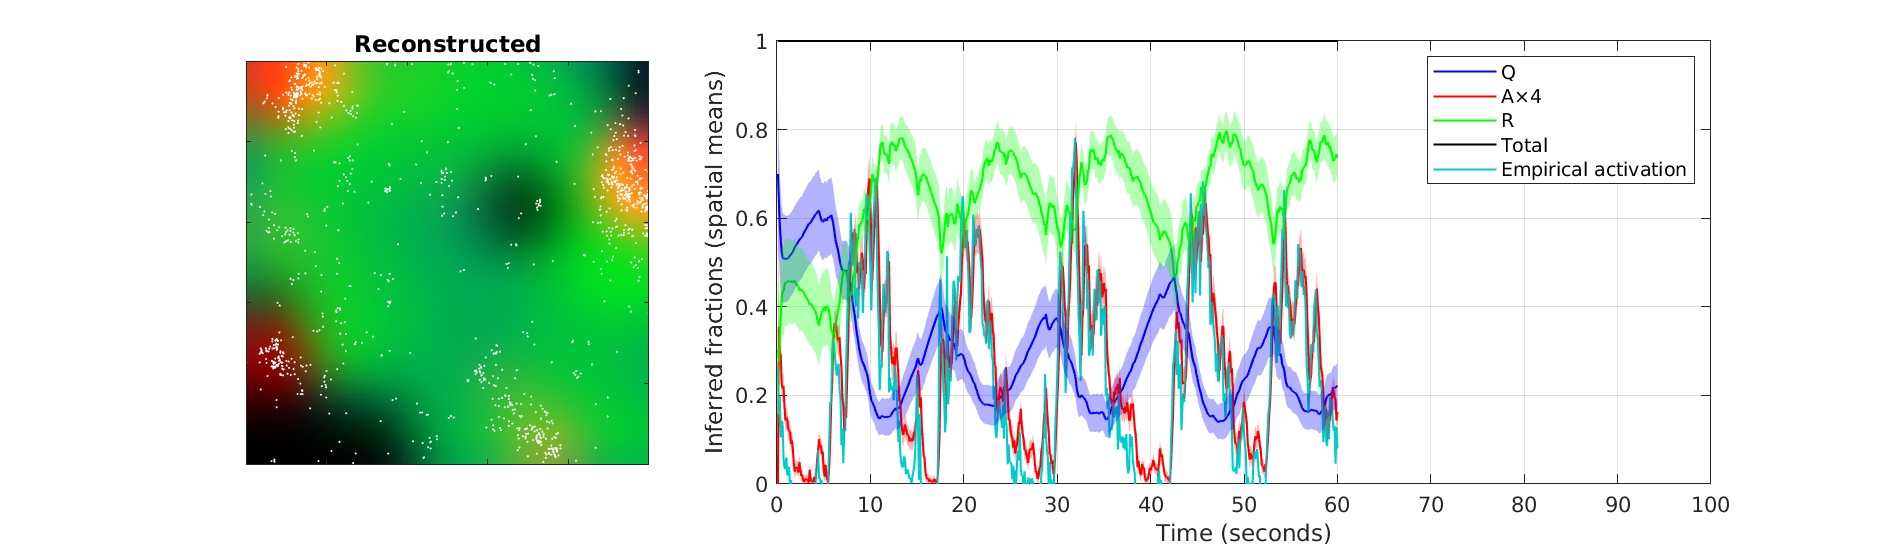 Reconstructed
Inferred fractions (spatial means)
1
0.8
0.6
0.4
0.2
0
0 10 20 30 40 50 60 70 80 90 100
Time (seconds)
Q
A×4
R
Total
Empirical activation